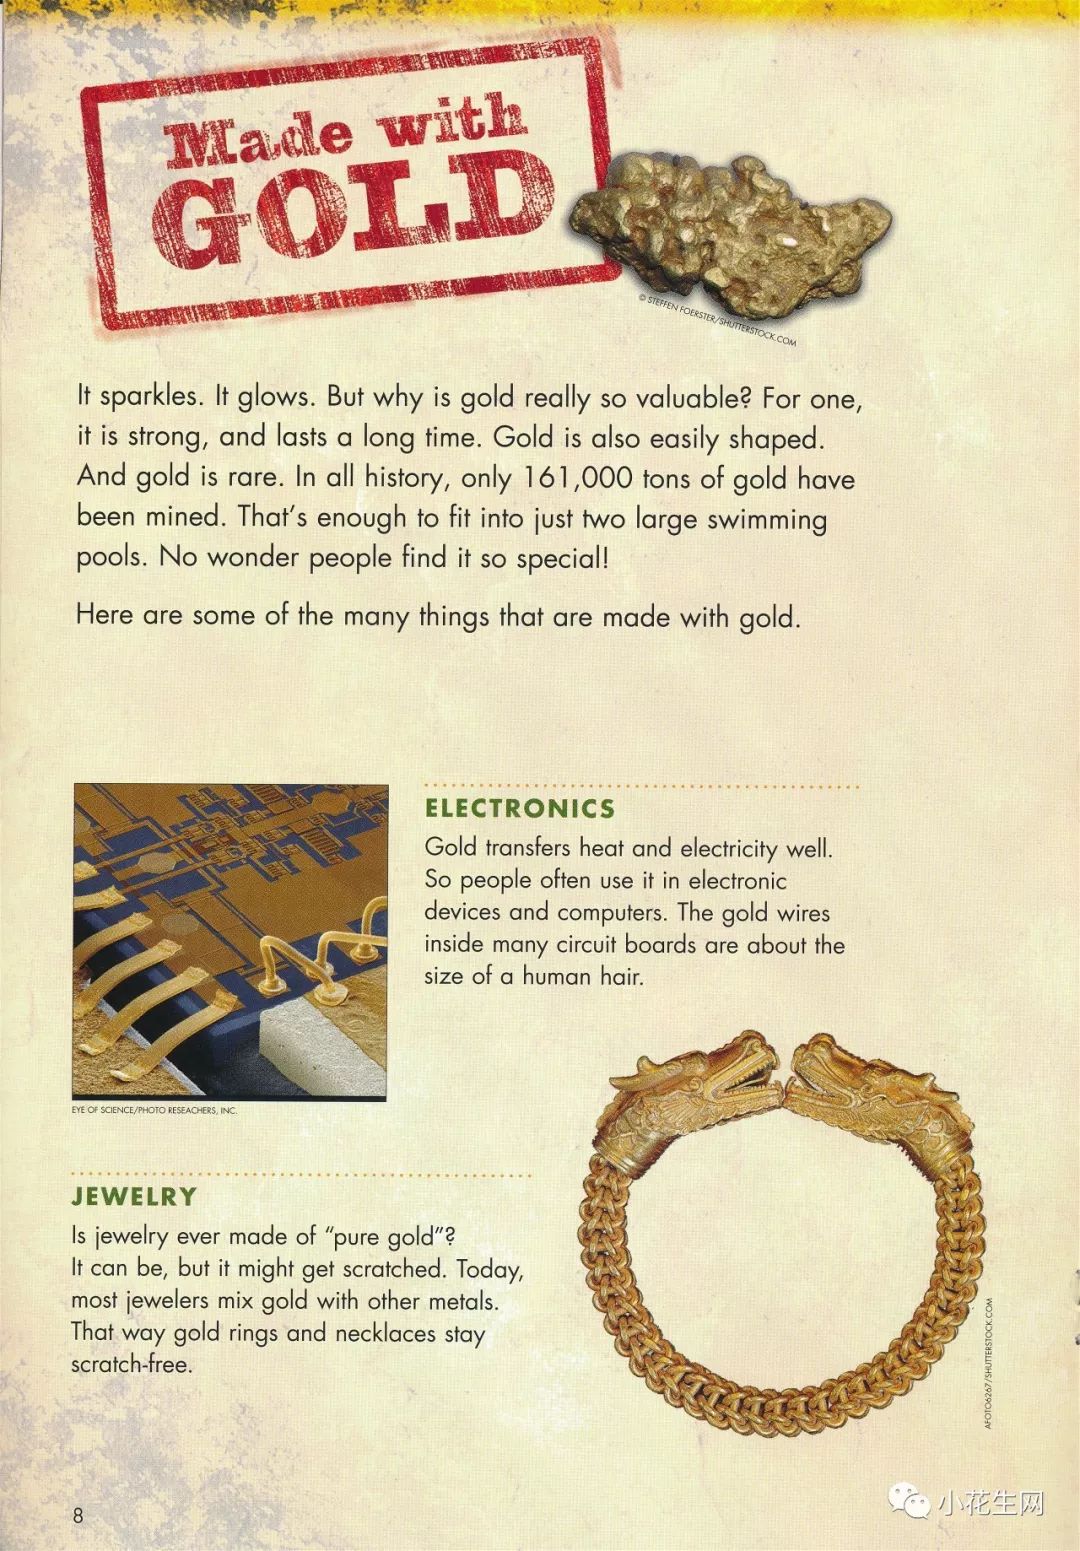 Made with
GOLD
© STEFFEN FOERSTER/SHUTTERSTOCK.COM
It sparkles. It glows. But why is gold really so valuable? For one,
it is strong, and lasts a long time. Gold is also easily shaped.
And gold is rare. In all history, only 161,000 tons of gold have
been mined. That's enough to fit into just two large swimming
pools. No wonder people find it so special!
Here are some of the many things that are made with gold.
ELECTRONICS
Gold transfers heat and electricity well.
So people often use it in electronic
devices and computers. The gold wires
inside many circuit boards are about the
size of a human hair.
EYE OF SCIENCE/PHOTO RESEACHERS, INC.
JEWELRY
Is jewelry ever made of “pure gold”?
It can be, but it might get scratched. Today,
most jewelers mix gold with other metals.
That way gold rings and necklaces stay
scratch-free.
AFOTO6267/SHUTTERSTOCK.COM
8
小花生网